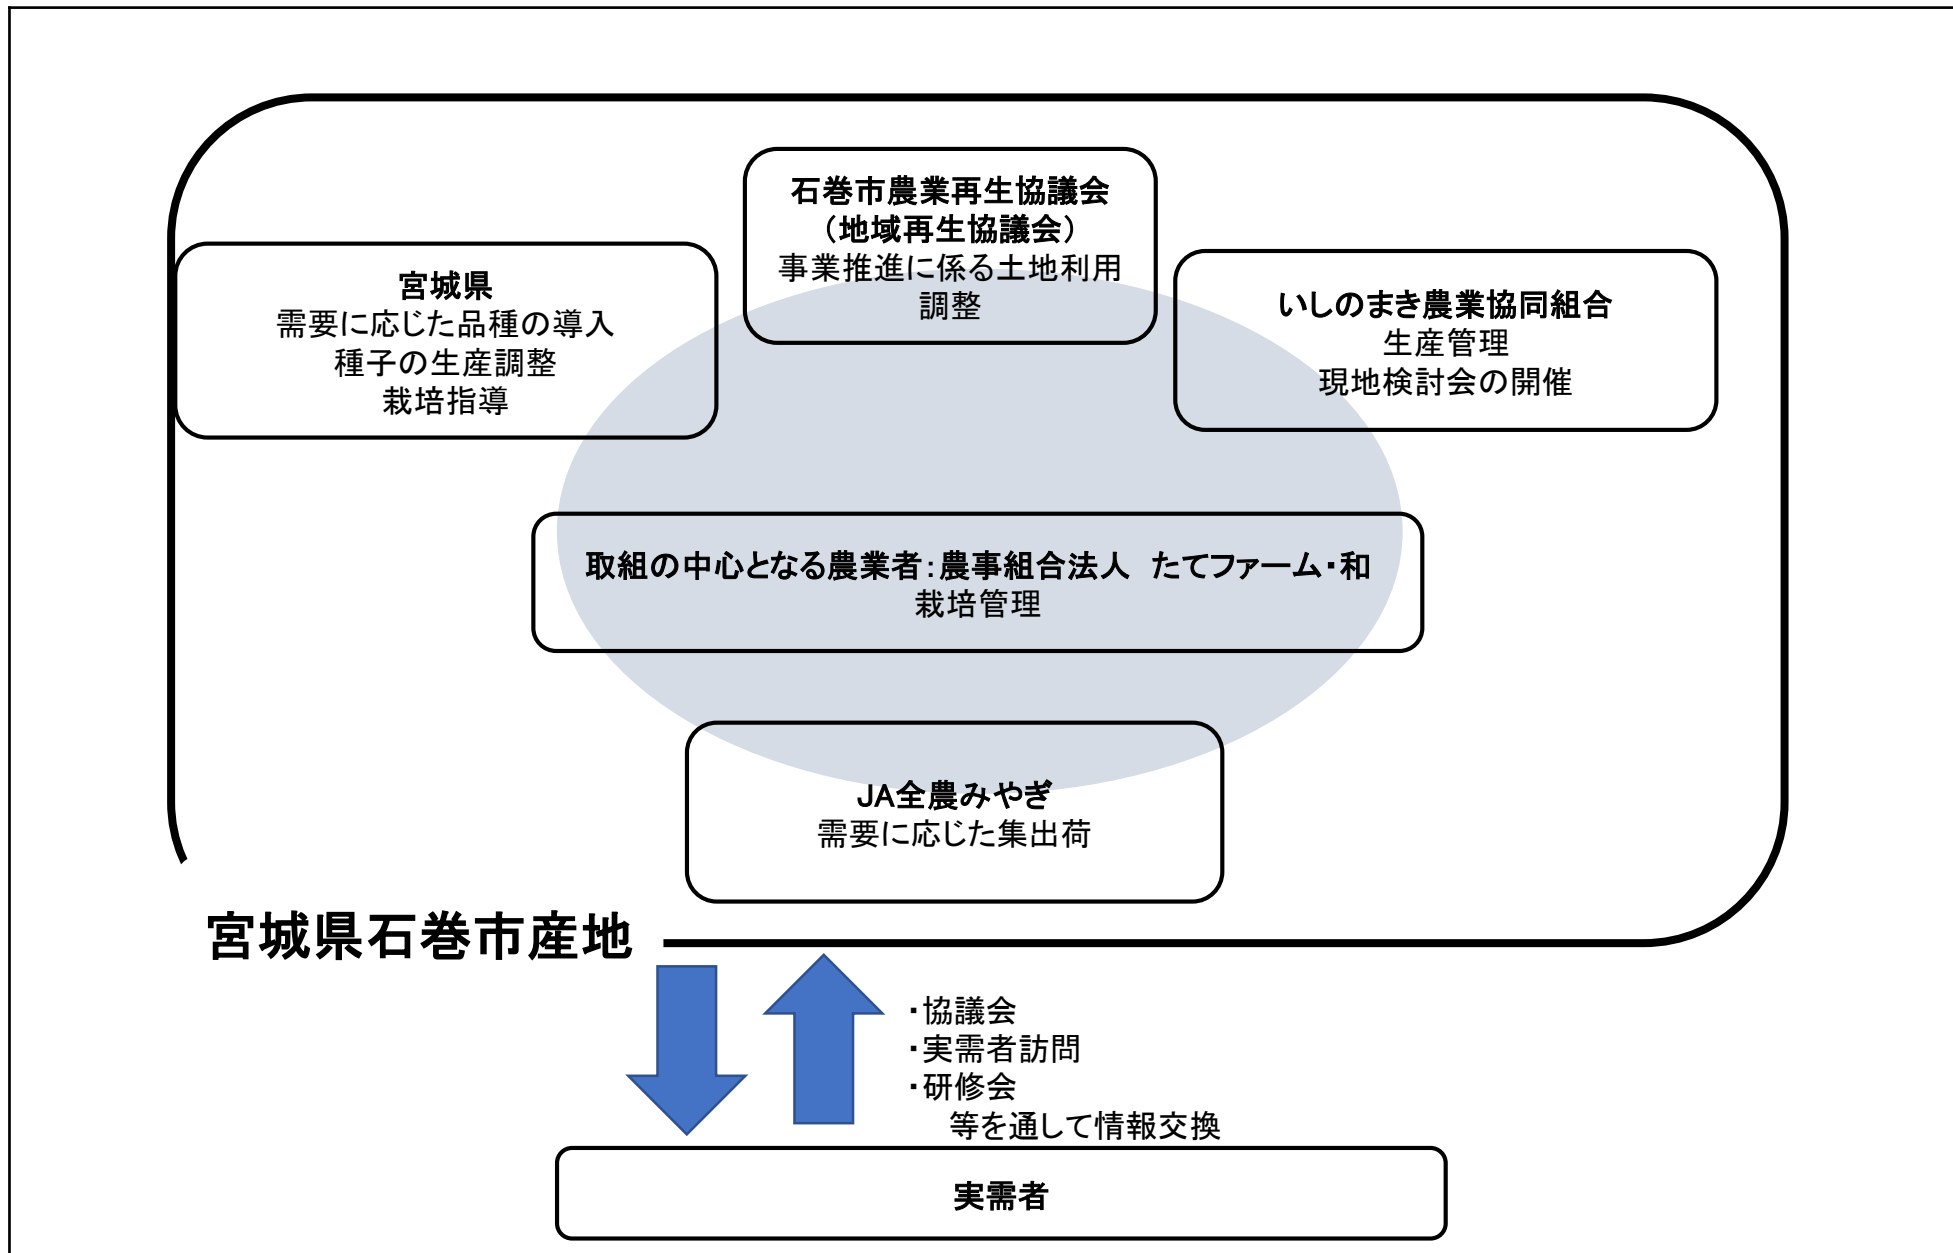 石巻市農業再生協議会
（地域再生協議会）
事業推進に係る土地利用
調整
宮城県
需要に応じた品種の導入
種子の生産調整
栽培指導
いしのまき農業協同組合
生産管理
現地検討会の開催
取組の中心となる農業者：農事組合法人　たてファーム・和
栽培管理
JA全農みやぎ
需要に応じた集出荷
宮城県石巻市産地
・協議会
・実需者訪問
・研修会
等を通して情報交換
実需者